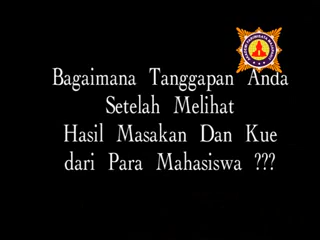 Bagaimana Tanggapan Anda
Setelah Melihat
Hasil Masakan Dan Kue
dari Para Mahasiswa ???